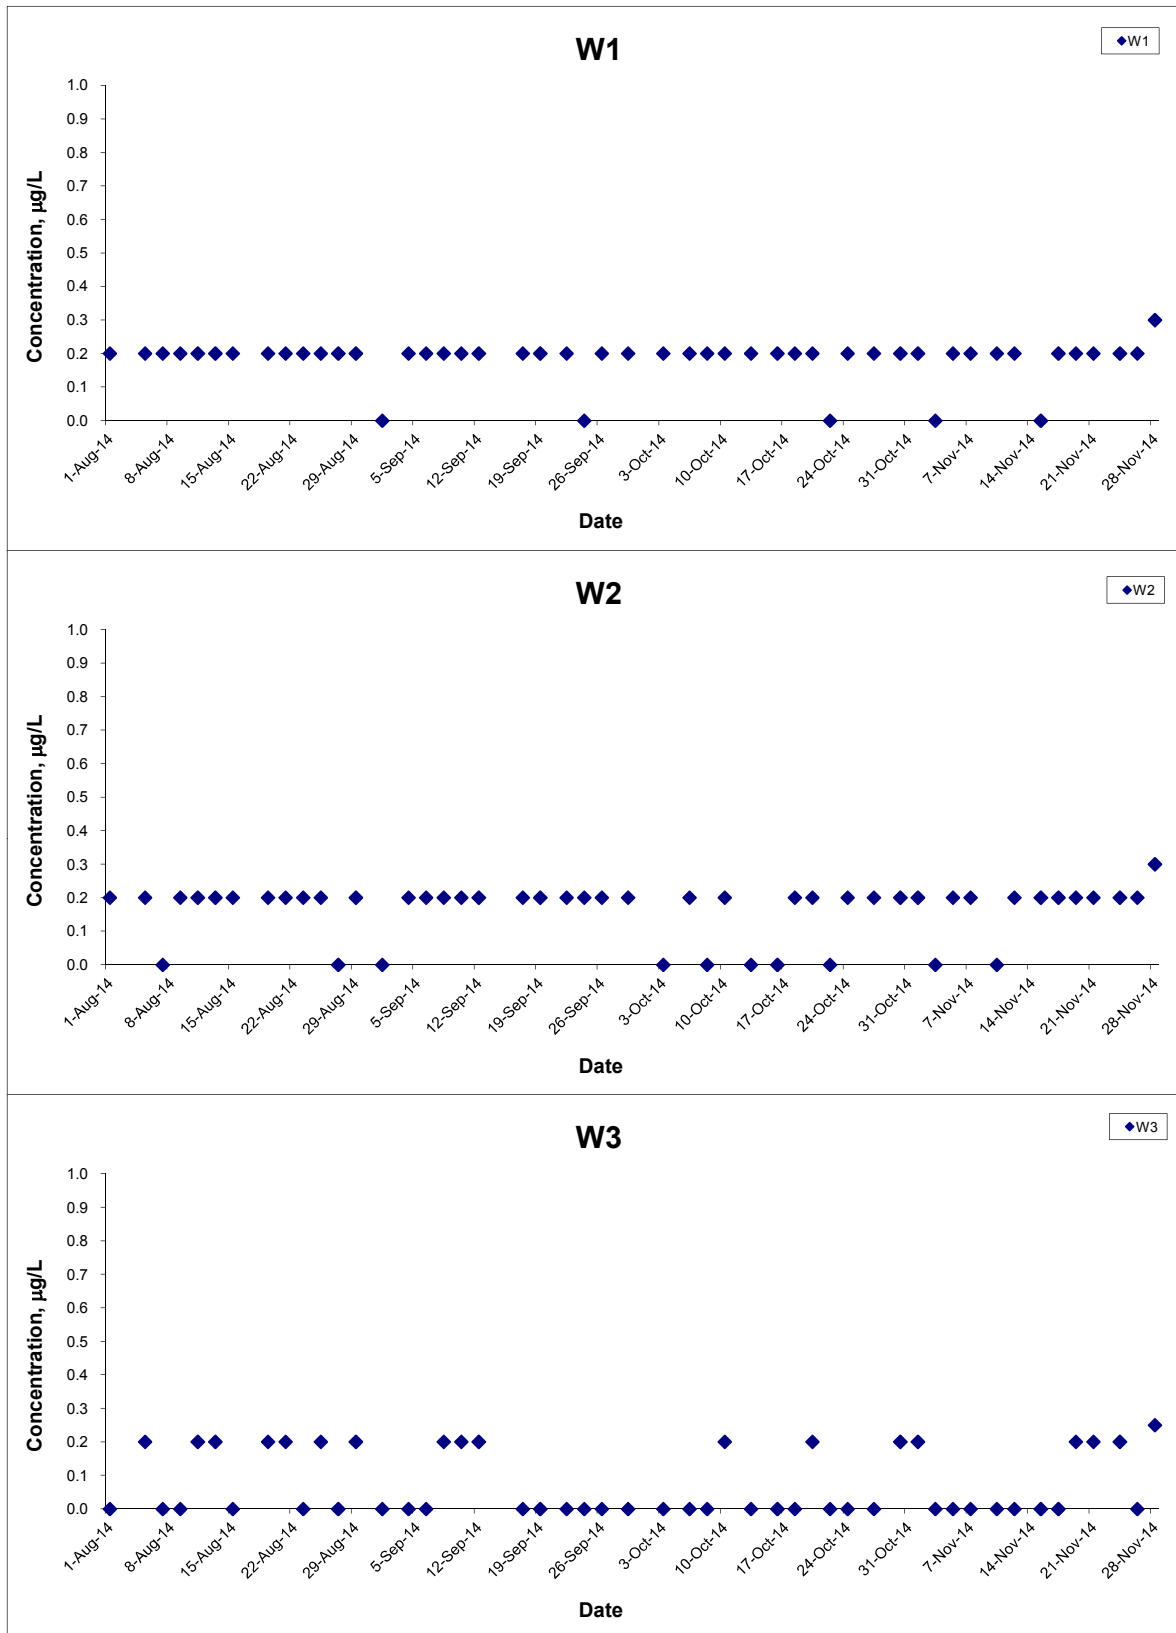 W1
W1
1.0
0.9
0.8
0.7
0.6
0.5
0.4
0.3
0.2
0.1
0.0
Concentration, µg/L
1-Aug-14
8-Aug-14
15-Aug-14
22-Aug-14
29-Aug-14
5-Sep-14
12-Sep-14
19-Sep-14
26-Sep-14
3-Oct-14
10-Oct-14
17-Oct-14
24-Oct-14
31-Oct-14
7-Nov-14
14-Nov-14
21-Nov-14
28-Nov-14
Date
W2
W2
1.0
0.9
0.8
0.7
0.6
0.5
0.4
0.3
0.2
0.1
0.0
Concentration, µg/L
1-Aug-14
8-Aug-14
15-Aug-14
22-Aug-14
29-Aug-14
5-Sep-14
12-Sep-14
19-Sep-14
26-Sep-14
3-Oct-14
10-Oct-14
17-Oct-14
24-Oct-14
31-Oct-14
7-Nov-14
14-Nov-14
21-Nov-14
28-Nov-14
Date
W3
W3
1.0
0.9
0.8
0.7
0.6
0.5
0.4
0.3
0.2
0.1
0.0
Concentration, µg/L
1-Aug-14
8-Aug-14
15-Aug-14
22-Aug-14
29-Aug-14
5-Sep-14
12-Sep-14
19-Sep-14
26-Sep-14
3-Oct-14
10-Oct-14
17-Oct-14
24-Oct-14
31-Oct-14
7-Nov-14
14-Nov-14
21-Nov-14
28-Nov-14
Date